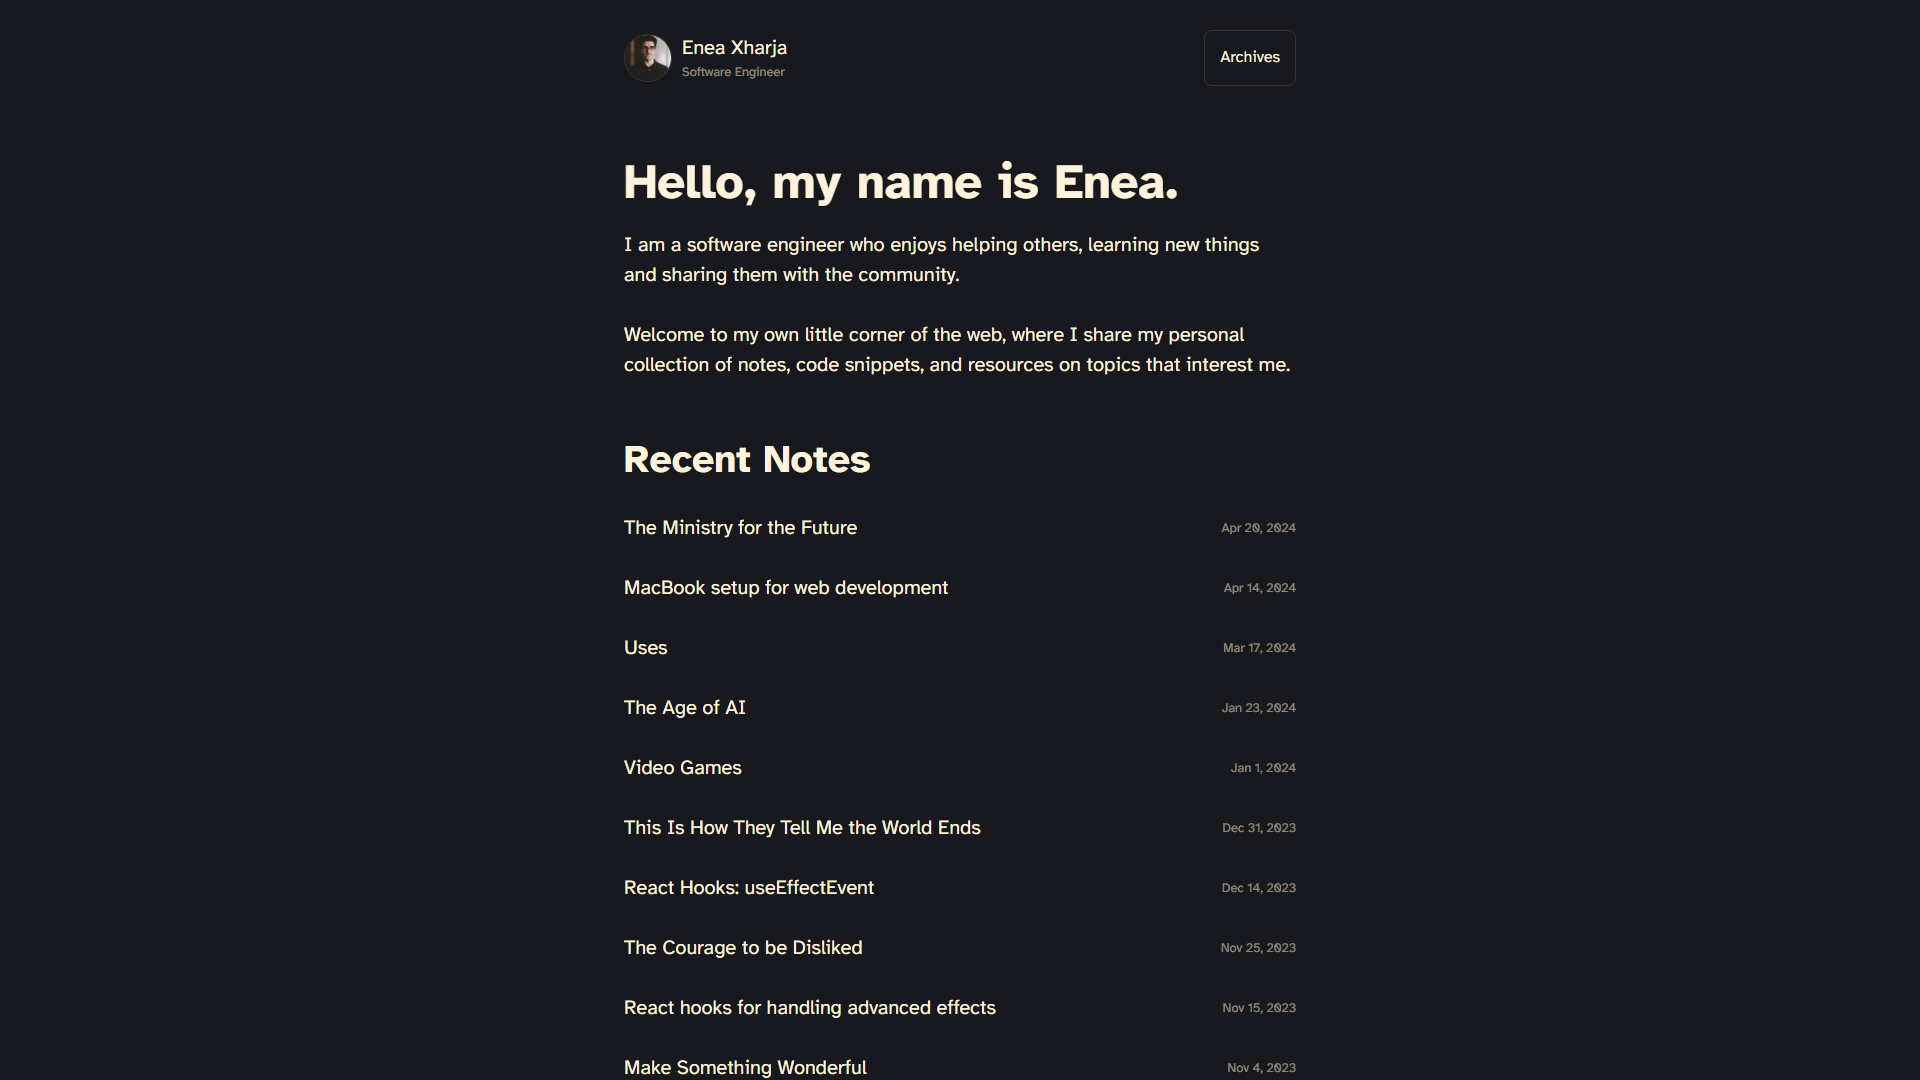 Enea Xharja
Software Engineer
Archives
Hello, my name is Enea.
I am a software engineer who enjoys helping others, learning new things
and sharing them with the community.
Welcome to my own little corner of the web, where I share my personal
collection of notes, code snippets, and resources on topics that interest me.
Recent Notes
The Ministry for the Future Apr 20, 2024
MacBook setup for web development Apr 14, 2024
Uses Mar 17, 2024
The Age of AI Jan 23, 2024
Video Games Jan 1, 2024
This Is How They Tell Me the World Ends Dec 31, 2023
React Hooks: useEffectEvent Dec 14, 2023
The Courage to be Disliked Nov 25, 2023
React hooks for handling advanced effects Nov 15, 2023
Make Something Wonderful Nov 4, 2023